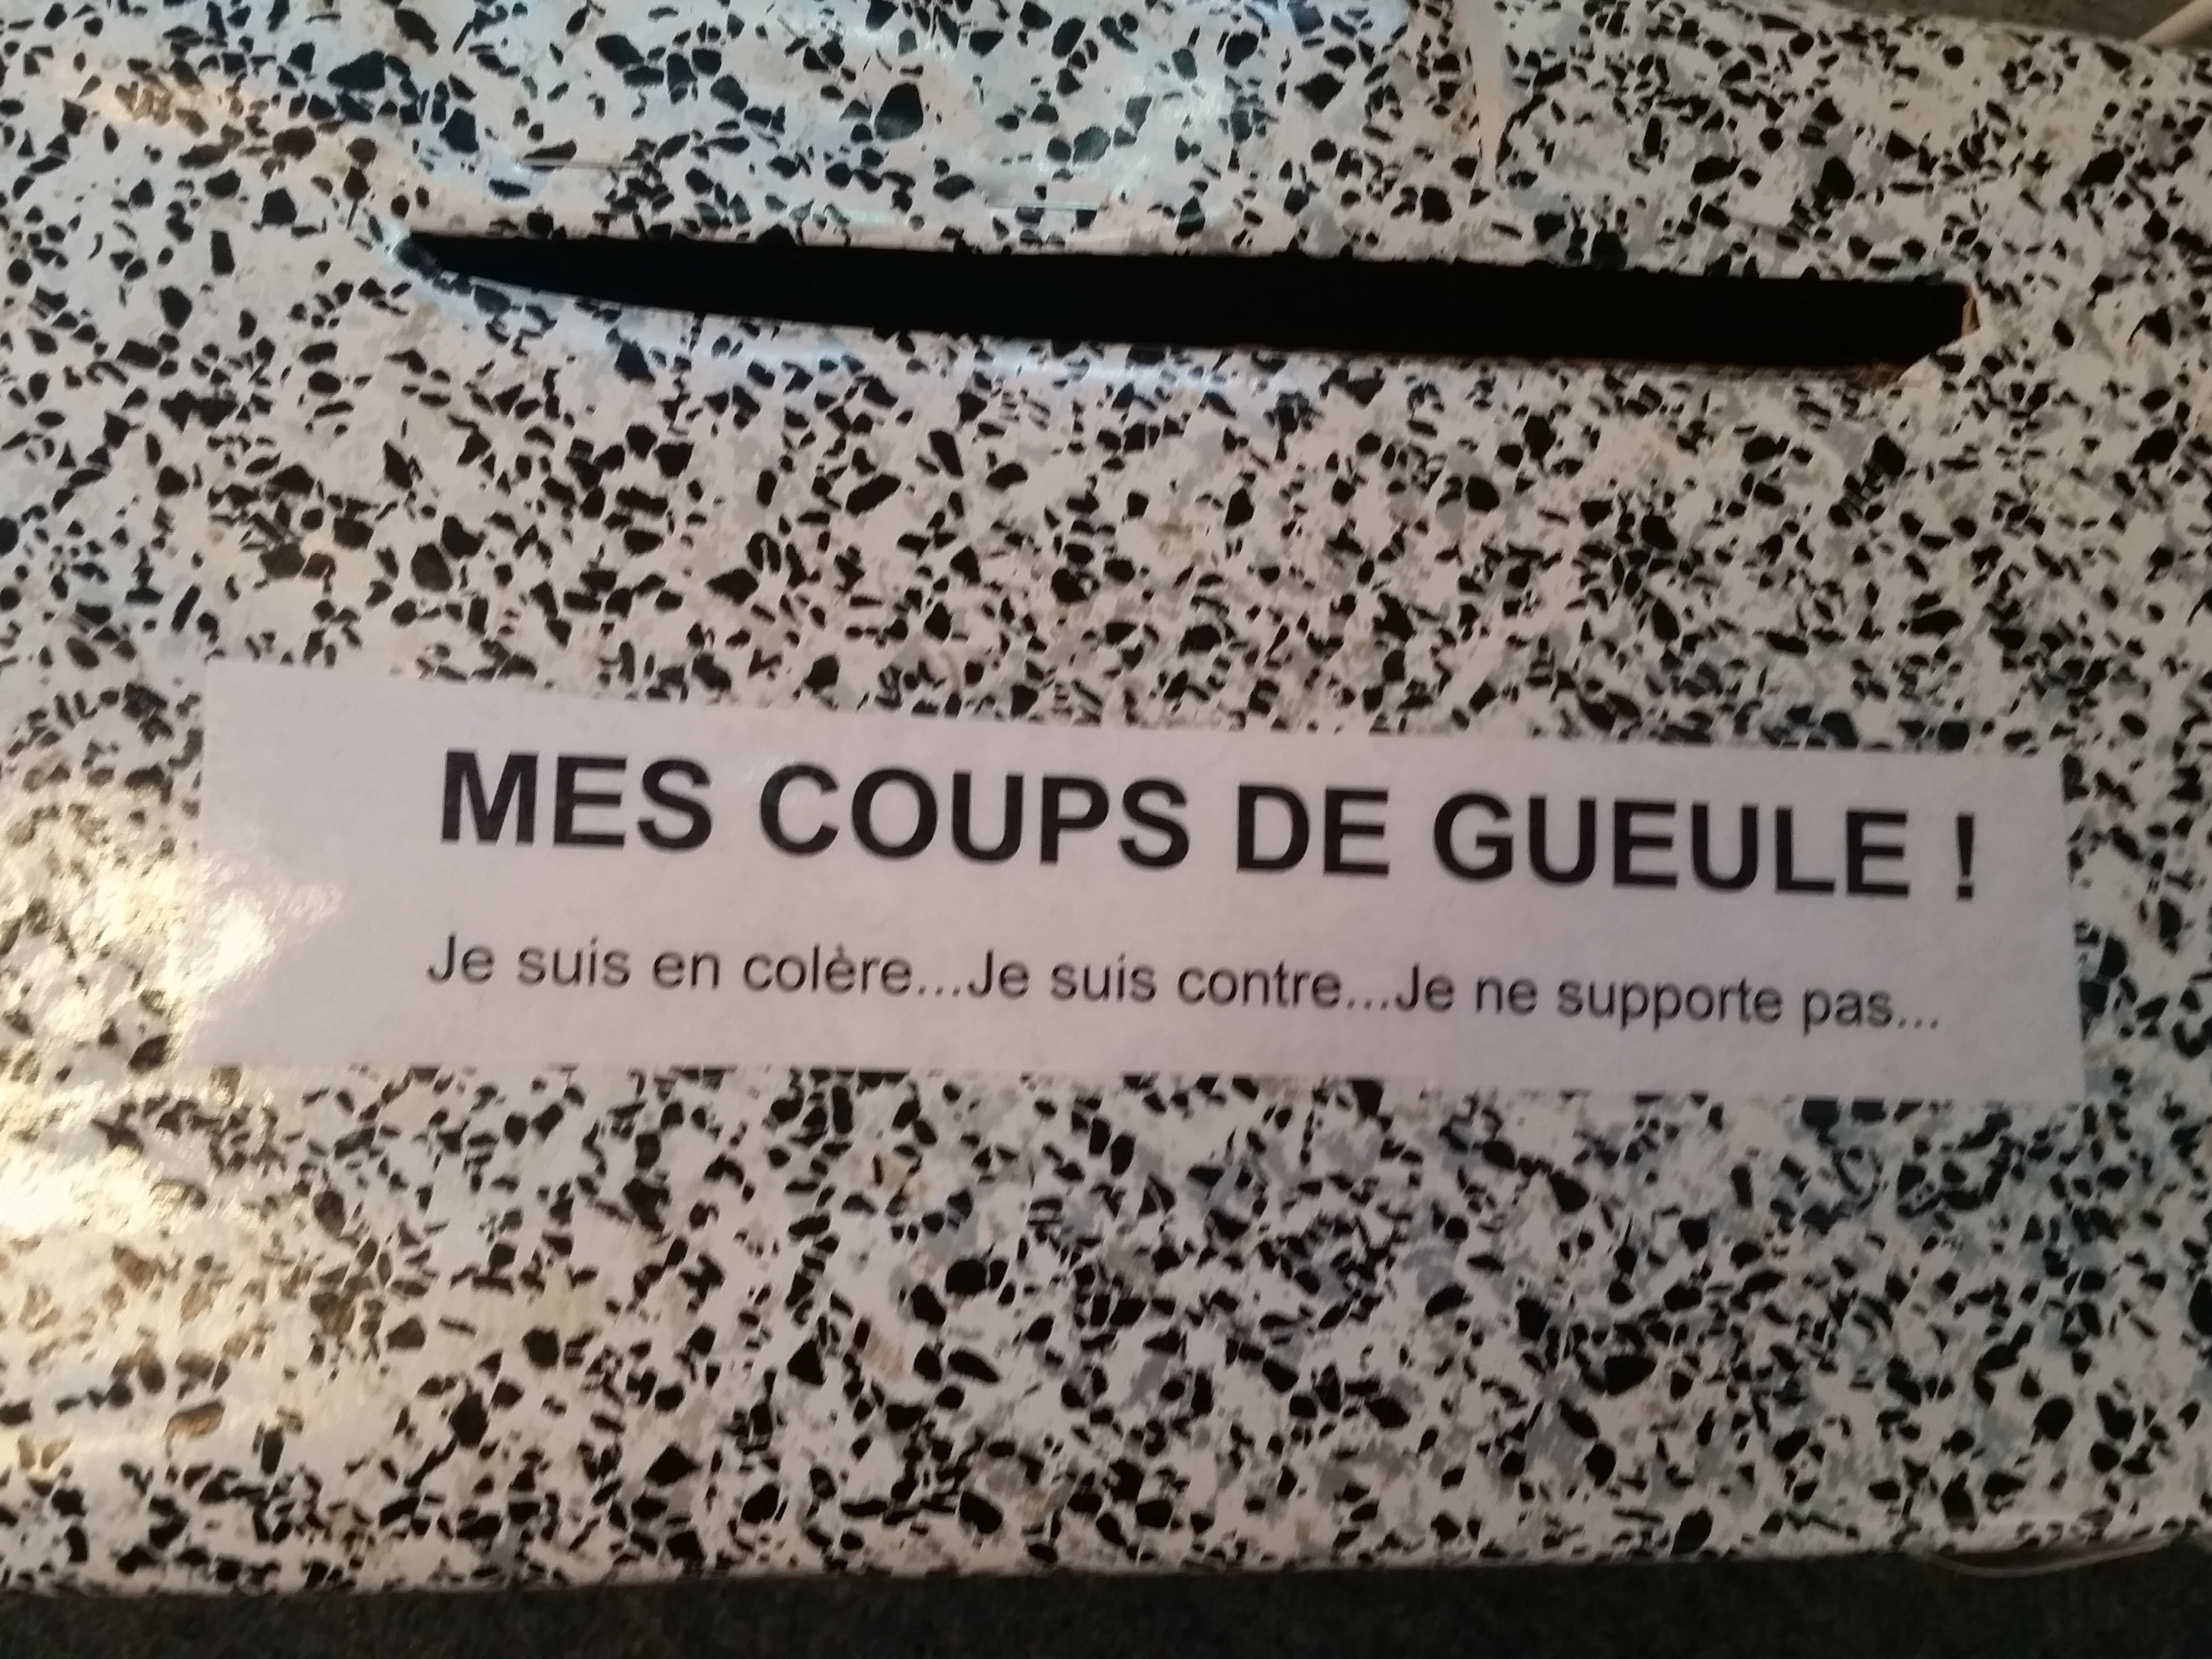 MES COUPS DE GUEULE !
Je suis en colère...Je suis contre...Je ne supporte pas...